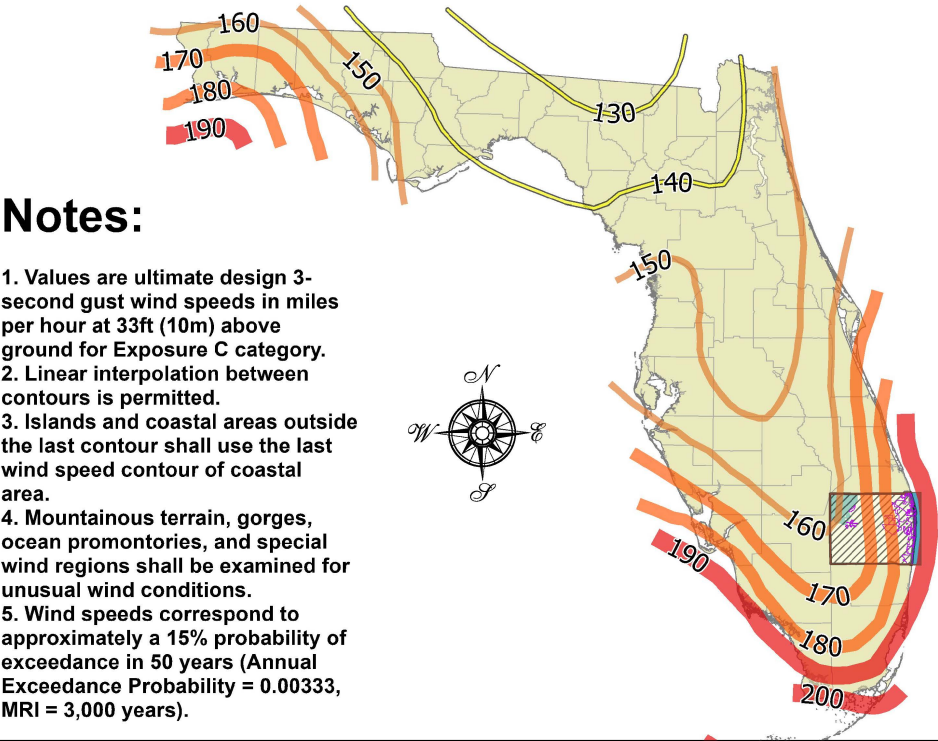 160
170
150
180
190
130
140
150
160
190
170
180
200
N
W
E
S
Notes:
1. Values are ultimate design 3-
second gust wind speeds in miles
per hour at 33ft (10m) above
ground for Exposure C category.
2. Linear interpolation between
contours is permitted.
3. Islands and coastal areas outside
the last contour shall use the last
wind speed contour of coastal
area.
4. Mountainous terrain, gorges,
ocean promontories, and special
wind regions shall be examined for
unusual wind conditions.
5. Wind speeds correspond to
approximately a 15% probability of
exceedance in 50 years (Annual
Exceedance Probability = 0.00333,
MRI = 3,000 years).